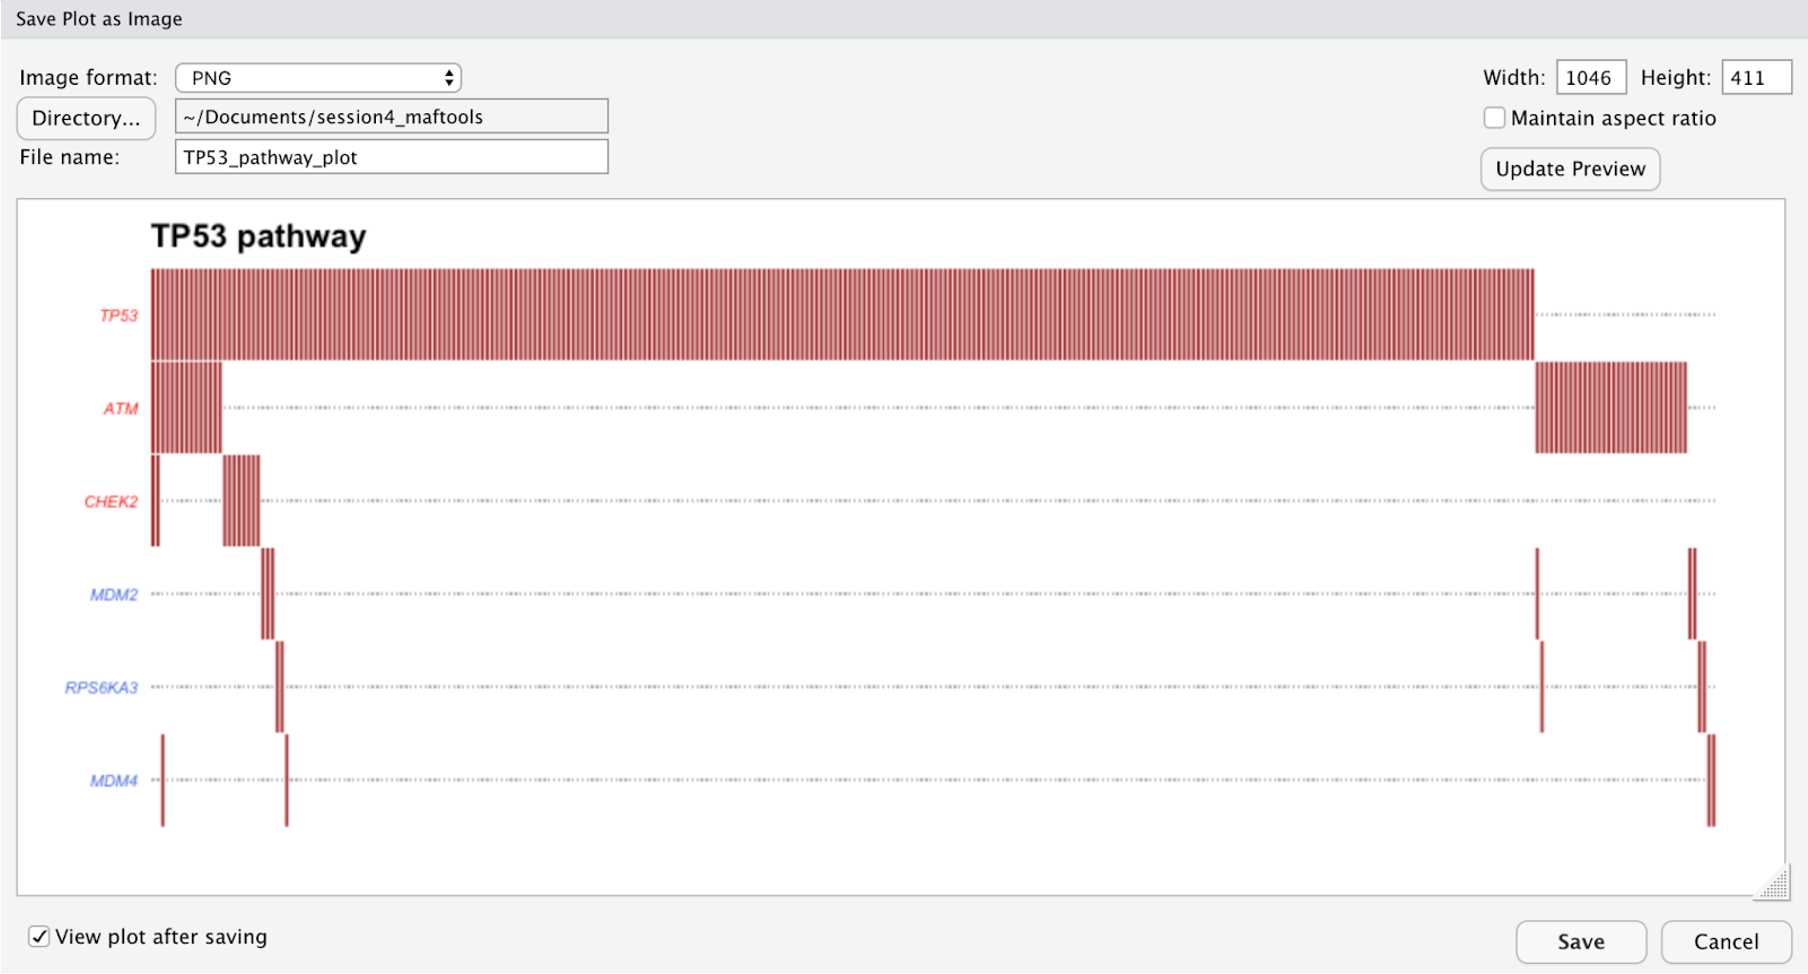 Save Plot as Image
Image format: PNG
Width: 1046 Height: 411
Directory... ~/Documents/session4_maftools
Maintain aspect ratio
File name: TP53_pathway_plot
Update Preview
TP53 pathway
TP53
ATM
CHEK2
MDM2
RPS6KA3
MDM4
View plot after saving
Save Cancel